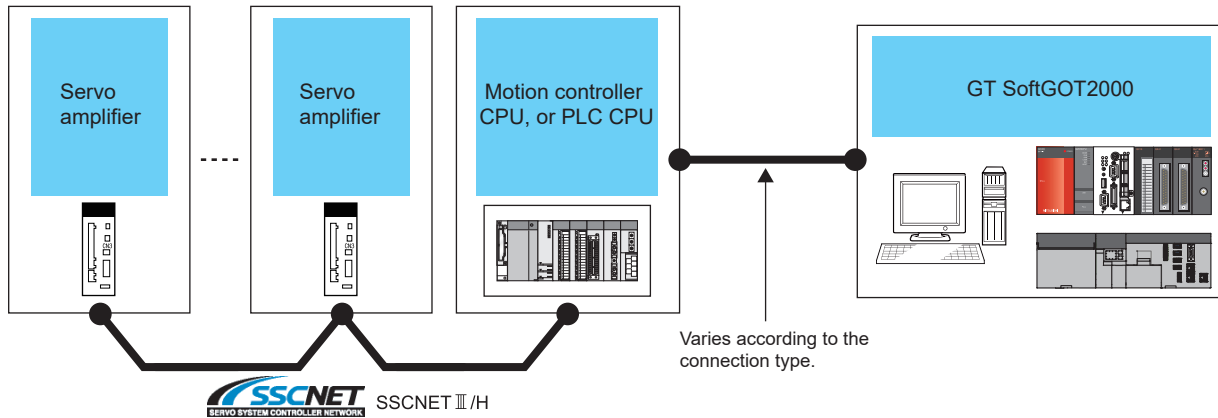 Servo
amplifier
Servo
amplifier
Motion controller
CPU, or PLC CPU
GT SoftGOT2000
Varies according to the
connection type.
SSCNET
SERVO SYSTEM CONTROLLER NETWORK
SSCNETⅢ/H